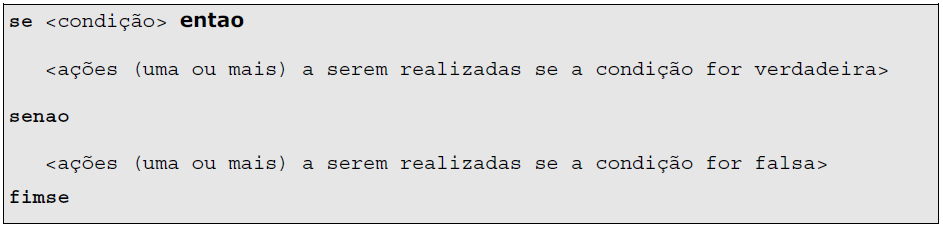 se <condição> entao
<ações (uma ou mais) a serem realizadas se a condição for verdadeira>
senao
<ações (uma ou mais) a serem realizadas se a condição for falsa>
fimse